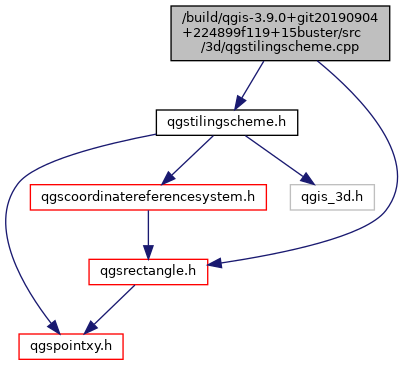 /build/qgis-3.9.0+git20190904
+224899f119+15buster/src
/3d/qgstilingscheme.cpp
qgstilingscheme.h
qgscoordinatereferencesystem.h
qgis_3d.h
qgsrectangle.h
qgspointxy.h